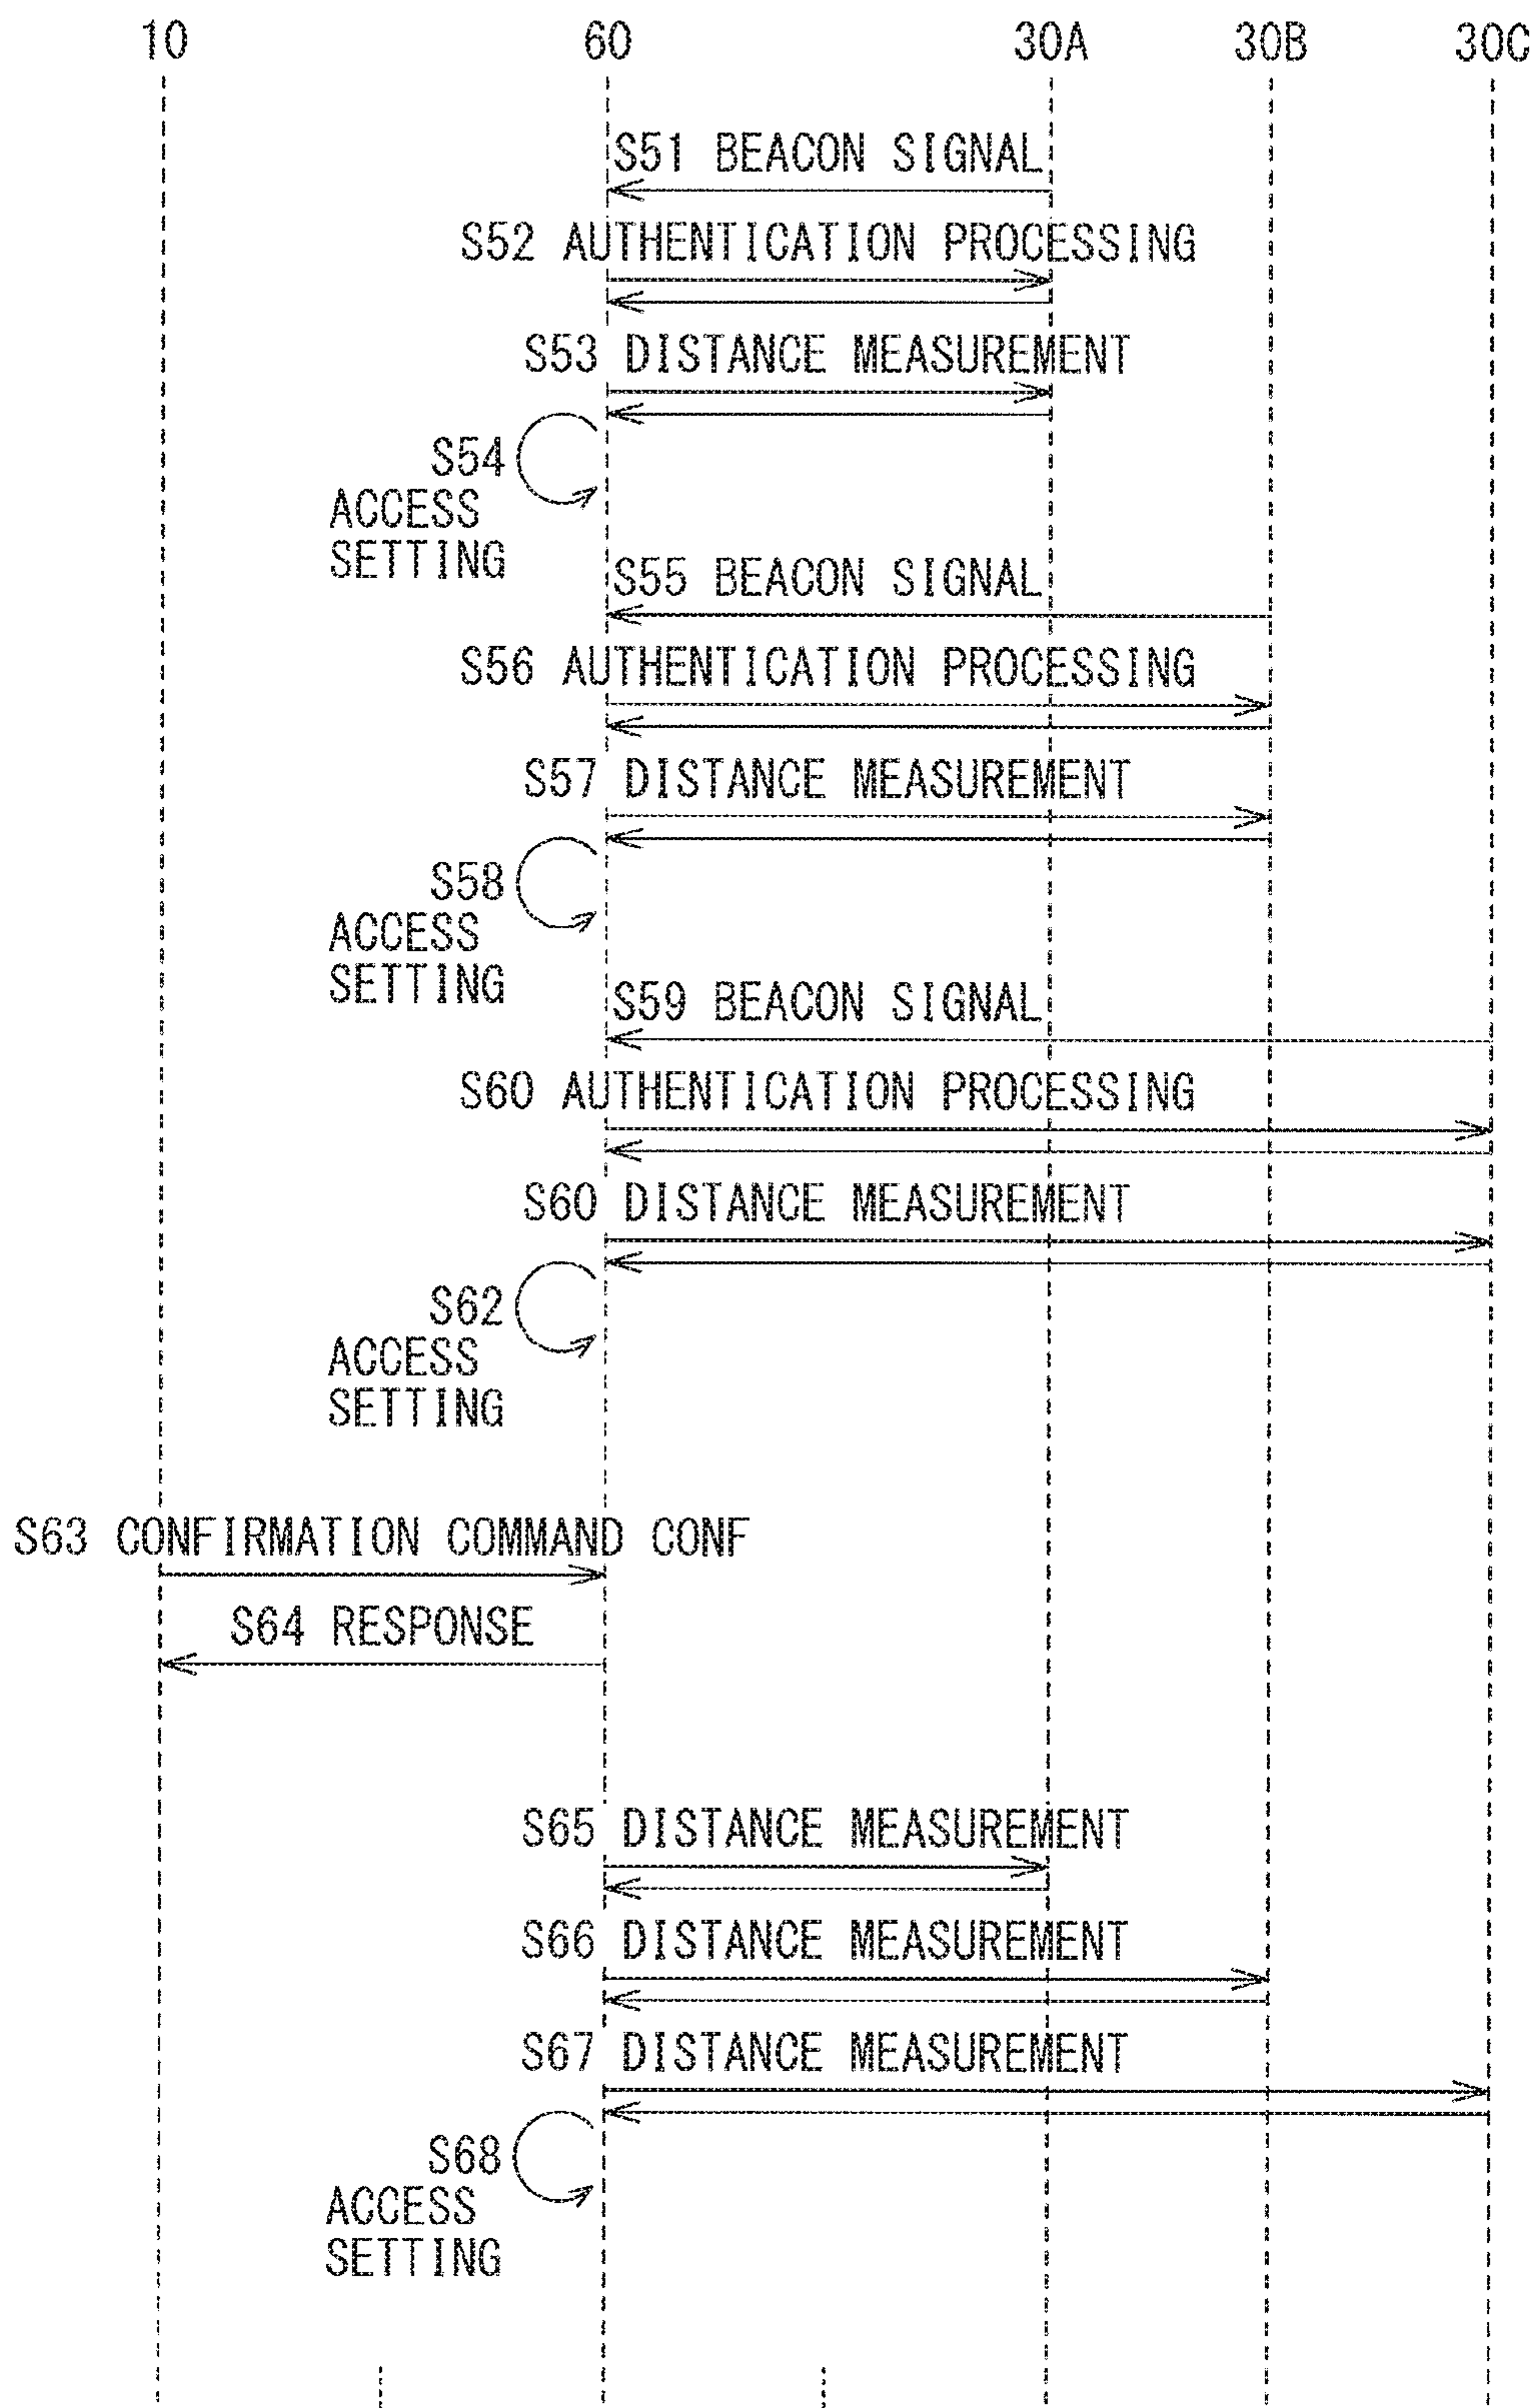 10 60 30A 30B 30C
S51 BEACON SIGNAL
S52 AUTHENTICATION PROCESSING
S53 DISTANCE MEASUREMENT
S54
ACCESS
SETTING
S55 BEACON SIGNAL
S56 AUTHENTICATION PROCESSING
S57 DISTANCE MEASUREMENT
S58
ACCESS
SETTING
S59 BEACON SIGNAL
S60 AUTHENTICATION PROCESSING
S60 DISTANCE MEASUREMENT
S62
ACCESS
SETTING
S63 CONFIRMATION COMMAND CONF
S64 RESPONSE
S65 DISTANCE MEASUREMENT
S66 DISTANCE MEASUREMENT
S67 DISTANCE MEASUREMENT
S68
ACCESS
SETTING